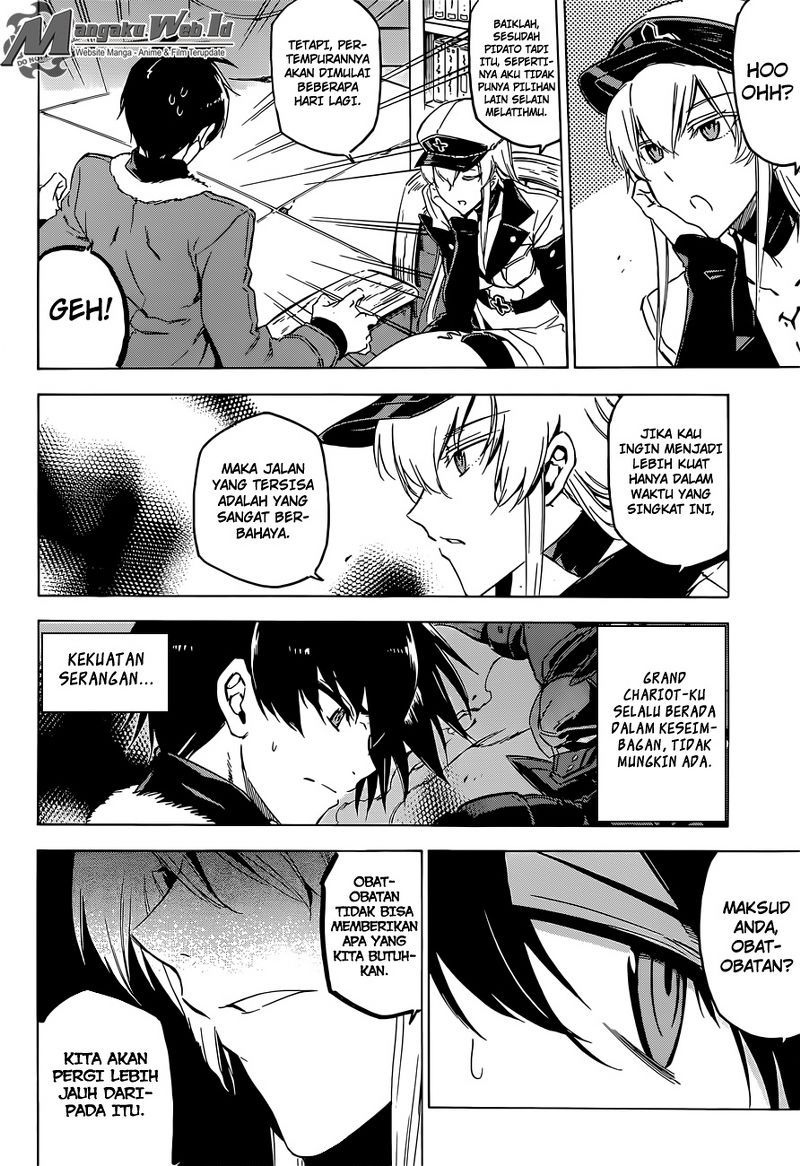 Mangaku Web.Id
Website Manga - Anime & Film Terupdate
HOO
OHH?
BAIKLAH,
SESUDAH
PIDATO TADI
ITU, SEPERTI-
NYA AKU TIDAK
PUNYA PILIHAN
LAIN SELAIN
MELATIHMU.
TETAPI, PER-
TEMPURANNYA
AKAN DIMULAI
BEBERAPA
HARI LAGI.
GEH!
JIKA KAU
INGIN MENJADI
LEBIH KUAT
HANYA DALAM
WAKTU YANG
SINGKAT INI,
MAKA JALAN
YANG TERSISA
ADALAH YANG
SANGAT BER-
BAHAYA.
GRAND
CHARIOT-KU
SELALU BERADA
DALAM KESEIM-
BAGAN, TIDAK
MUNGKIN ADA.
KEKUATAN
SERANGAN...
MAKSUD
ANDA,
OBAT-
OBATAN?
OBAT-
OBATAN
TIDAK BISA
MEMBERIKAN
APA YANG
KITA BUTUH-
KAN.
KITA AKAN
PERGI LEBIH
JAUH DARI-
PADA ITU.